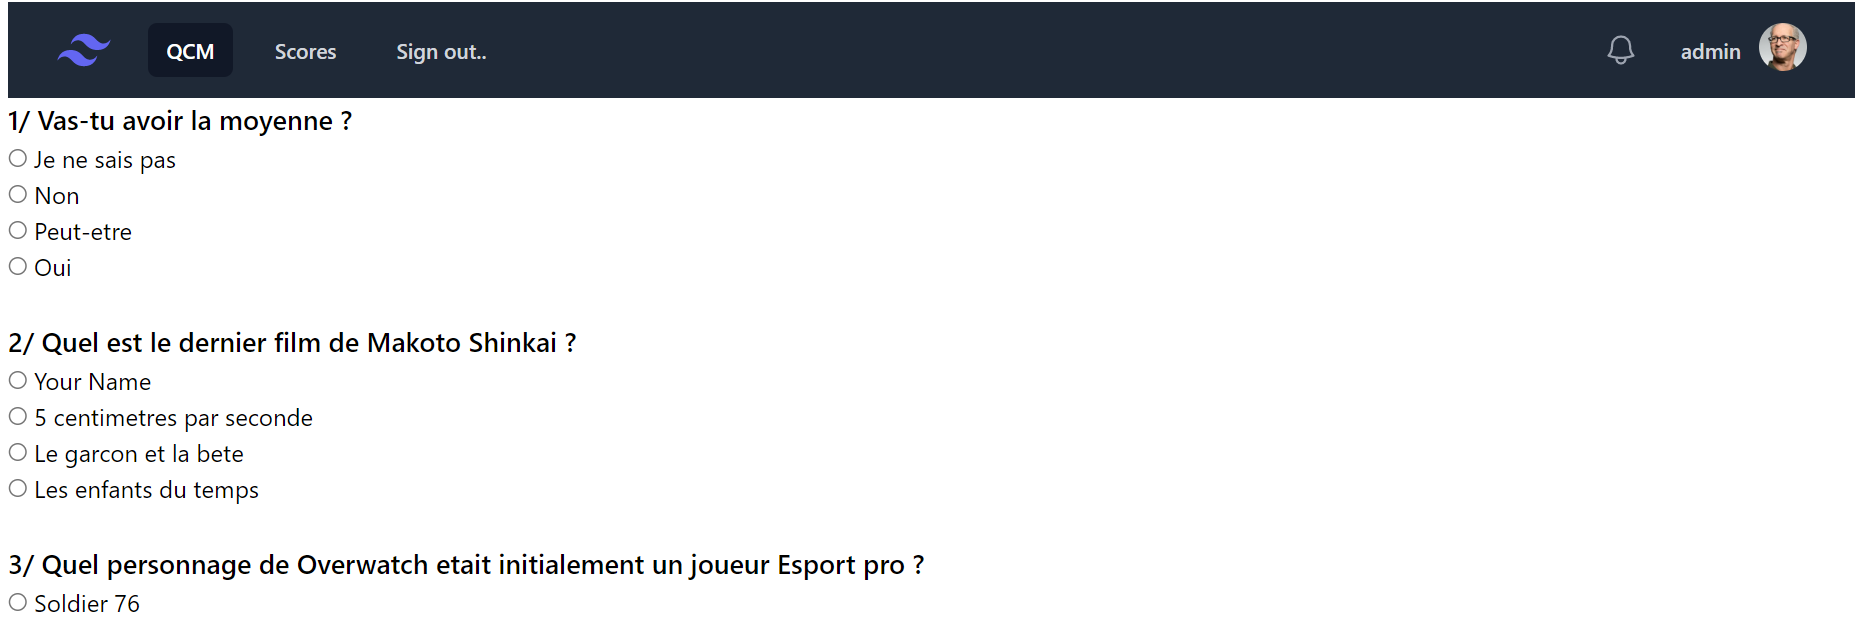 QCM Scores Sign out.. admin
1/ Vas-tu avoir la moyenne ?
Je ne sais pas
Non
Peut-etre
Oui
2/ Quel est le dernier film de Makoto Shinkai ?
Your Name
5 centimetres par seconde
Le garcon et la bete
Les enfants du temps
3/ Quel personnage de Overwatch etait initialement un joueur Esport pro ?
Soldier 76